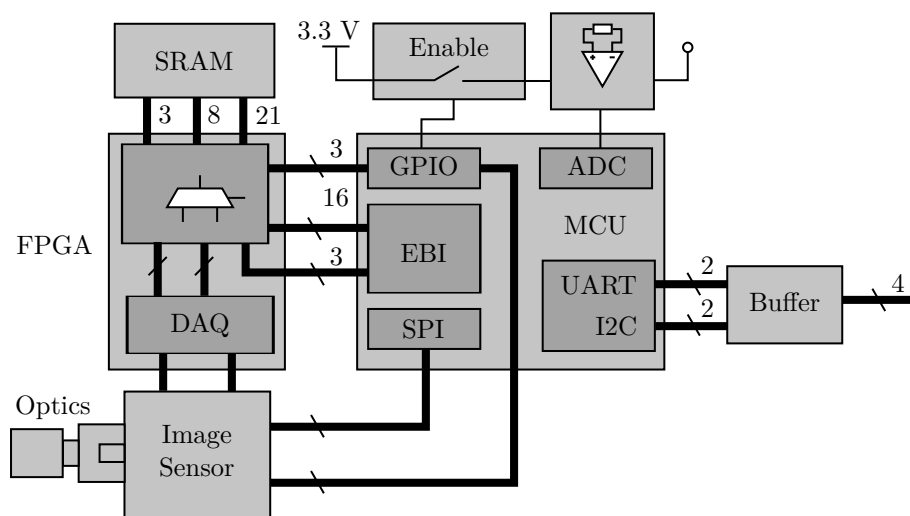 3.3 V
Enable
SRAM
3
8
21
3
GPIO
ADC
16
MCU
FPGA
EBI
3
UART
2
Buffer
4
I2C
2
DAQ
SPI
Optics
Image
Sensor
+
-